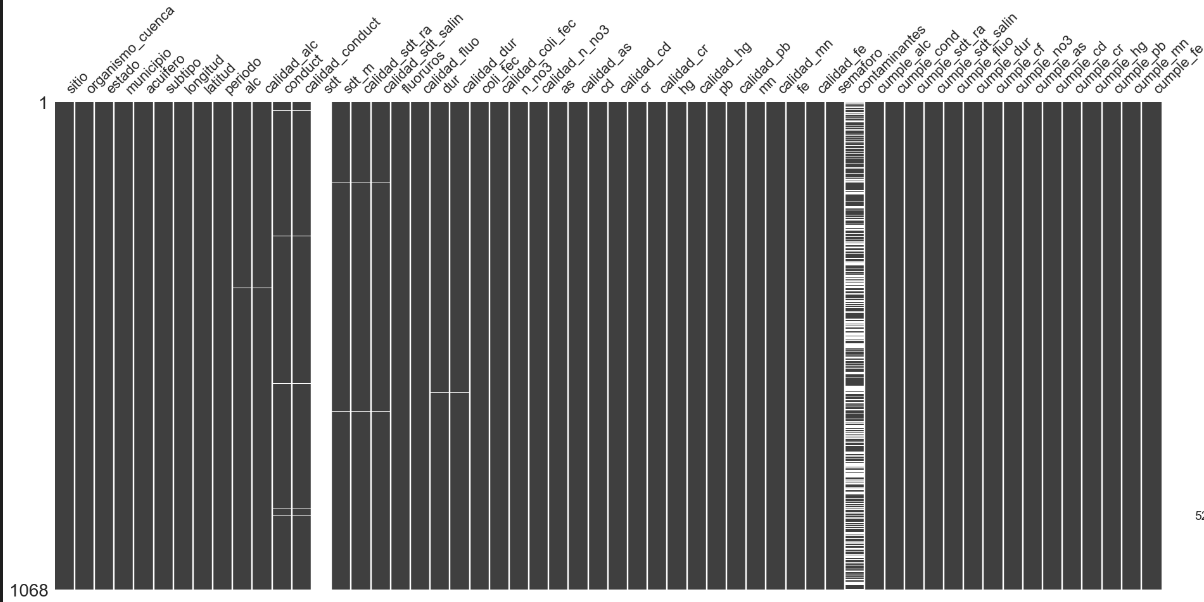 sitio
organismo_cuenca
estado
municipio
acuifero
subtipo
longitud
latitud
periodo
alc
calidad_alc
conduct
calidad_conduct
sdt
sdt_m
calidad_sdt_ra
calidad_sdt_salin
fluoruros
calidad_fluo
dur
calidad_dur
coli_fec
calidad_coli_fec
n_no3
calidad_n_no3
as
calidad_as
cd
calidad_cd
cr
calidad_cr
hg
calidad_hg
pb
calidad_pb
mn
calidad_mn
fe
calidad_fe
semaforo
contaminantes
cumple_alc
cumple_cond
cumple_sdt_ra
cumple_sdt_salin
cumple_fluo
cumple_dur
cumple_cf
cumple_no3
cumple_as
cumple_cd
cumple_cr
cumple_hg
cumple_pb
cumple_mn
cumple_fe
1
52
1068